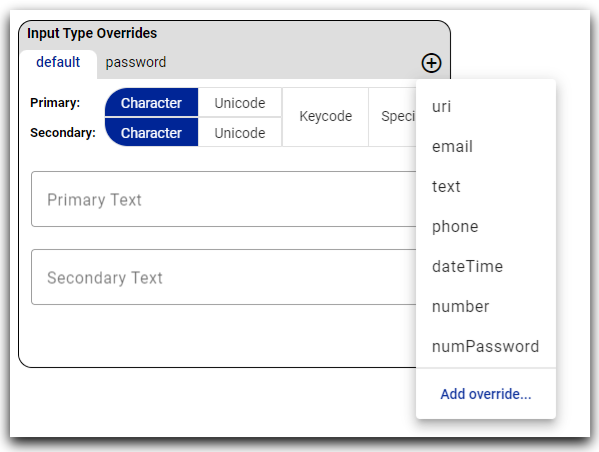 Input Type Overrides
default password
Primary: Character Unicode
Keycode Speci
Secondary: Character Unicode
Primary Text
Secondary Text
uri
email
text
phone
dateTime
number
numPassword
Add override...